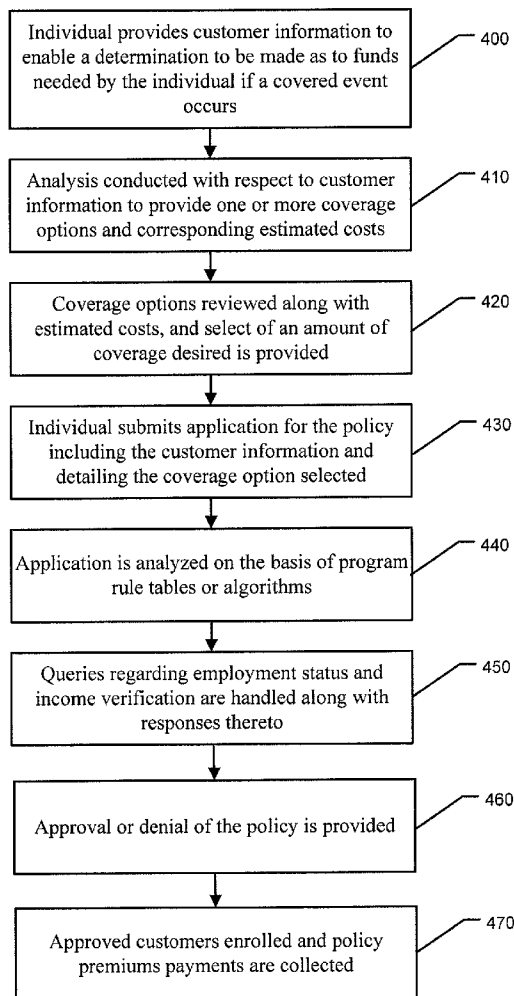 Individual provides customer information to
enable a determination to be made as to funds
needed by the individual if a covered event
occurs
400
Analysis conducted with respect to customer
information to provide one or more coverage
options and corresponding estimated costs
410
Coverage options reviewed along with
estimated costs, and select of an amount of
coverage desired is provided
420
Individual submits application for the policy
including the customer information and
detailing the coverage option selected
430
Application is analyzed on the basis of program
rule tables or algorithms
440
Queries regarding employment status and
income verification are handled along with
responses thereto
450
Approval or denial of the policy is provided
460
Approved customers enrolled and policy
premiums payments are collected
470